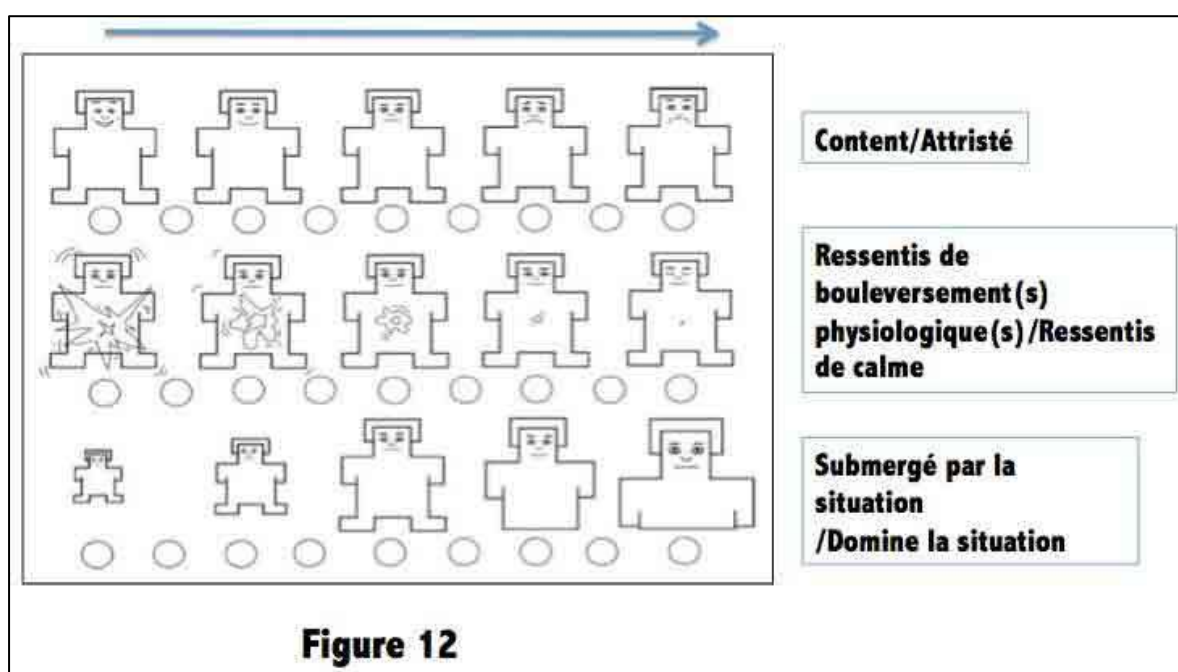 Content/Attristé
Ressentis de
bouleversement(s)
physiologique(s)/Ressentis
de calme
Submergé par la
situation
/Domine la situation
Figure 12